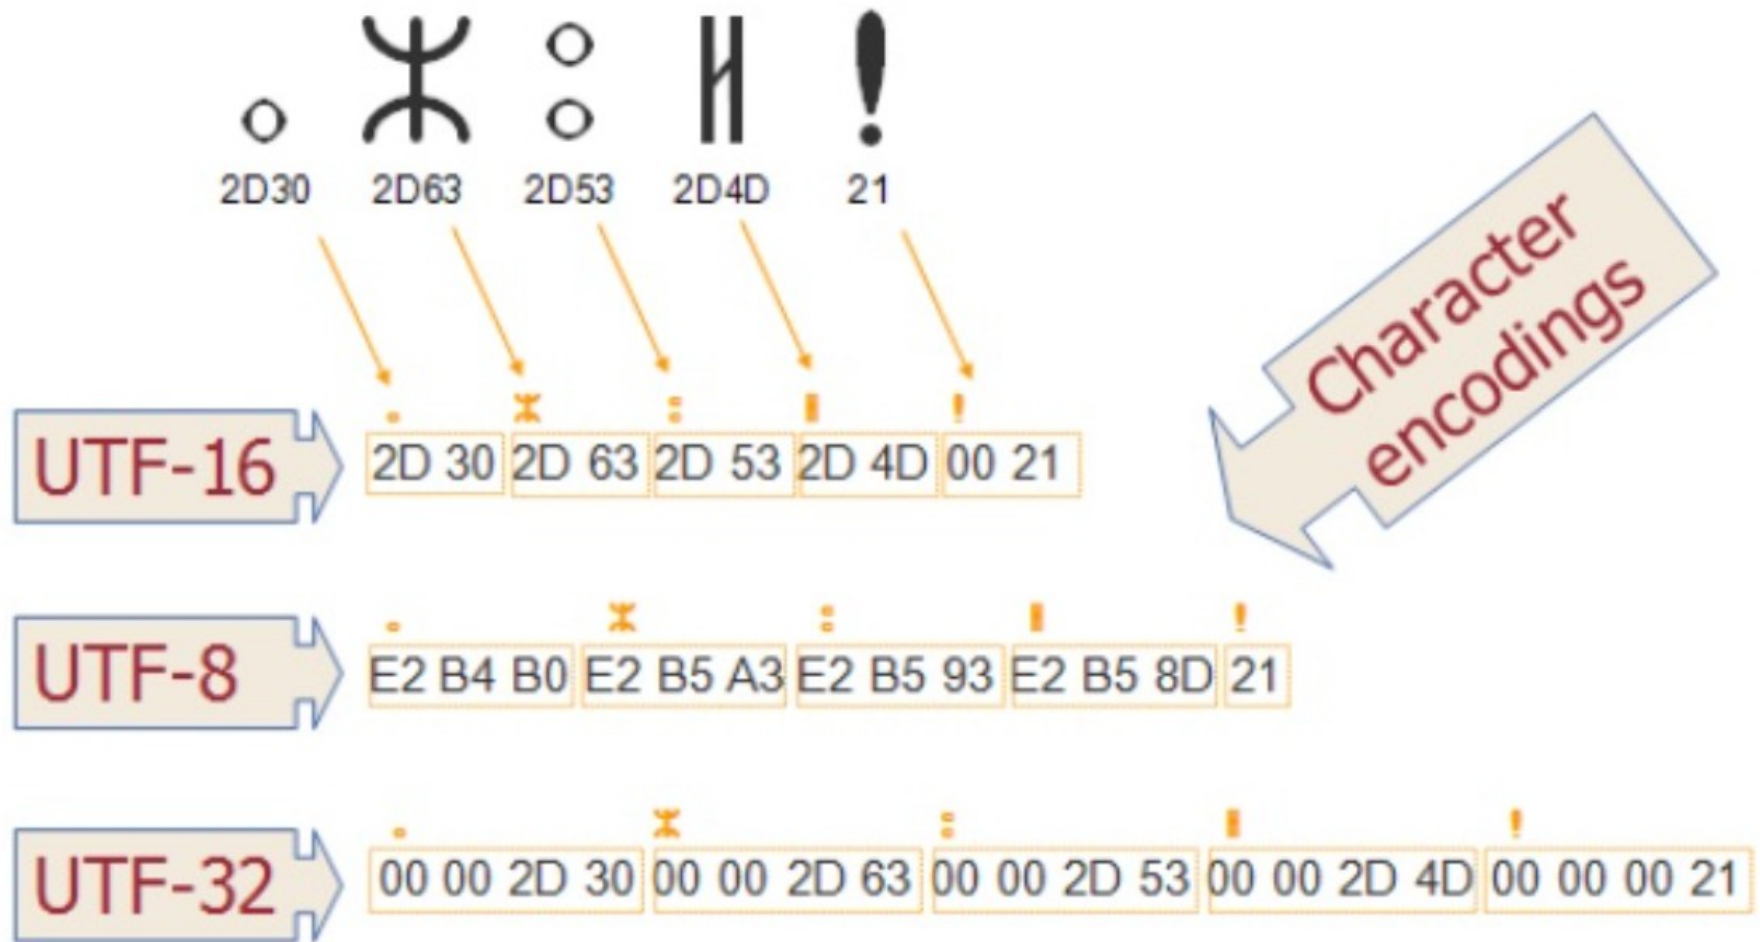 ⴰ ⵣ ⵓ ⵍ !
2D30 2D63 2D53 2D4D 21
Character
encodings
ⴰ ⵣ ⵓ ⵍ !
UTF-16 2D 30 2D 63 2D 53 2D 4D 00 21
ⴰ ⵣ ⵓ ⵍ !
UTF-8 E2 B4 B0 E2 B5 A3 E2 B5 93 E2 B5 8D 21
ⴰ ⵣ ⵓ ⵍ !
UTF-32 00 00 2D 30 00 00 2D 63 00 00 2D 53 00 00 2D 4D 00 00 00 21